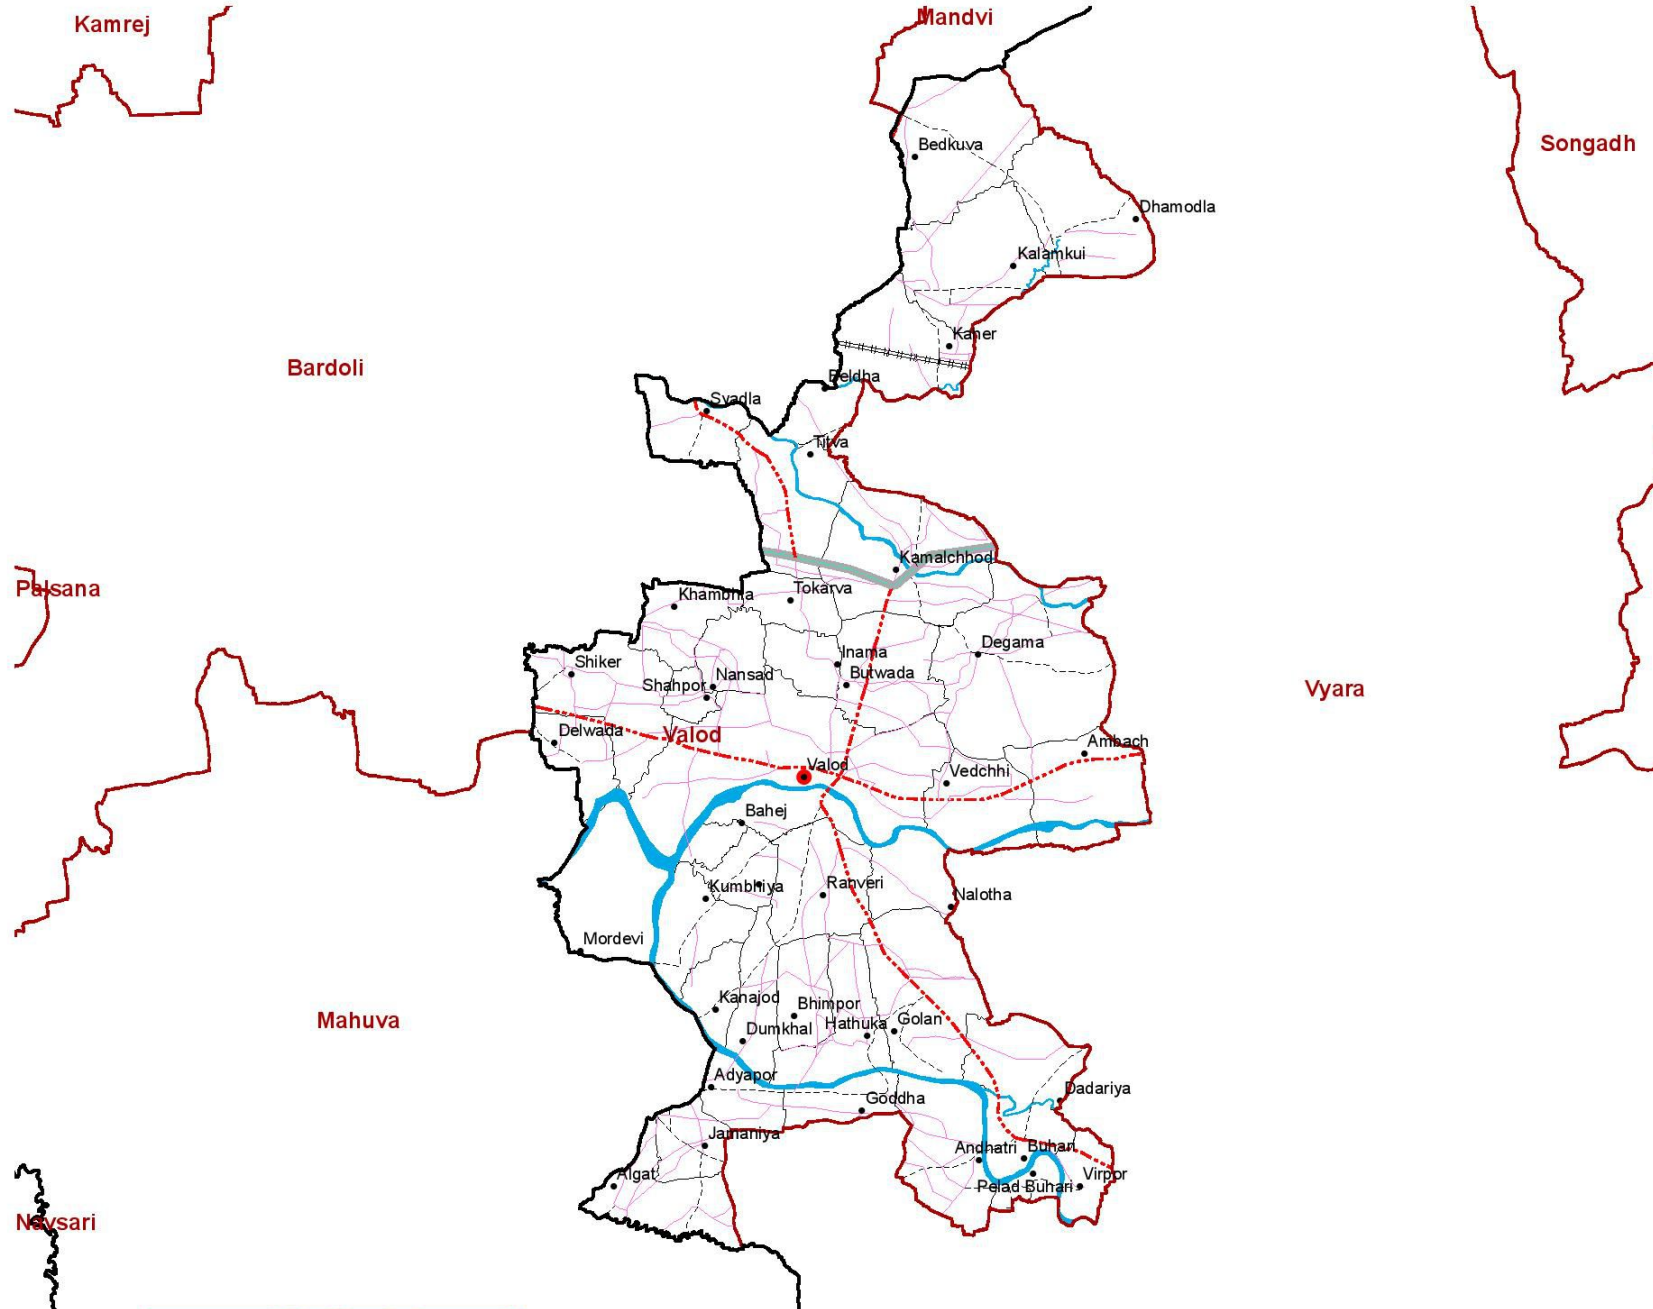 Kamrej
Mandvi
Songadh
Bedkuva
Dhamodla
Kalamkui
Kaher
Bardoli
Beldha
Syadla
Titva
Kamalchhod
Palsana
Khambhla
Tokarva
Degama
Inama
Shiker
Nansad
Butwada
Shahpor
Vyara
Delwada
Valod
Ambach
Valod
Vedchhi
Bahej
Kumbhiya
Ranveri
Nalotha
Mordevi
Kanajod
Bhimpor
Mahuva
Dumkhal
Hathuka
Golan
Adyapor
Dadariya
Goddha
Jamaniya
Andhatri
Buhari
Algat
Virpor
Pelad Buhari
Navsari